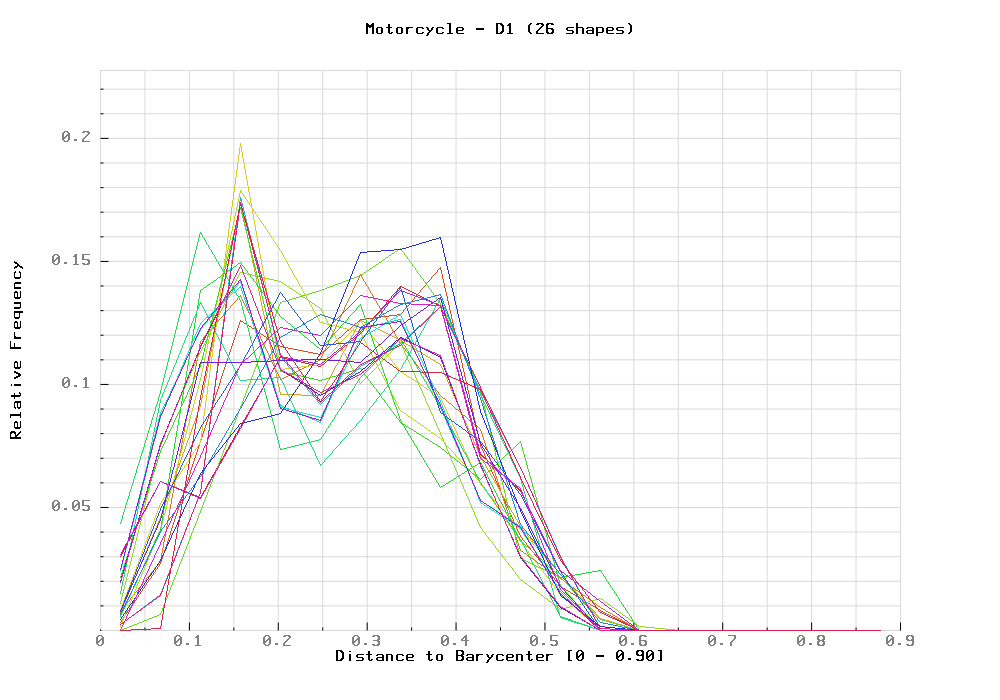 Motorcycle - D1 (26 shapes)
0.2
0.15
0.1
0.05
Relative Frequency
0 0.1 0.2 0.3 0.4 0.5 0.6 0.7 0.8 0.9
Distance to Barycenter [0 - 0.90]